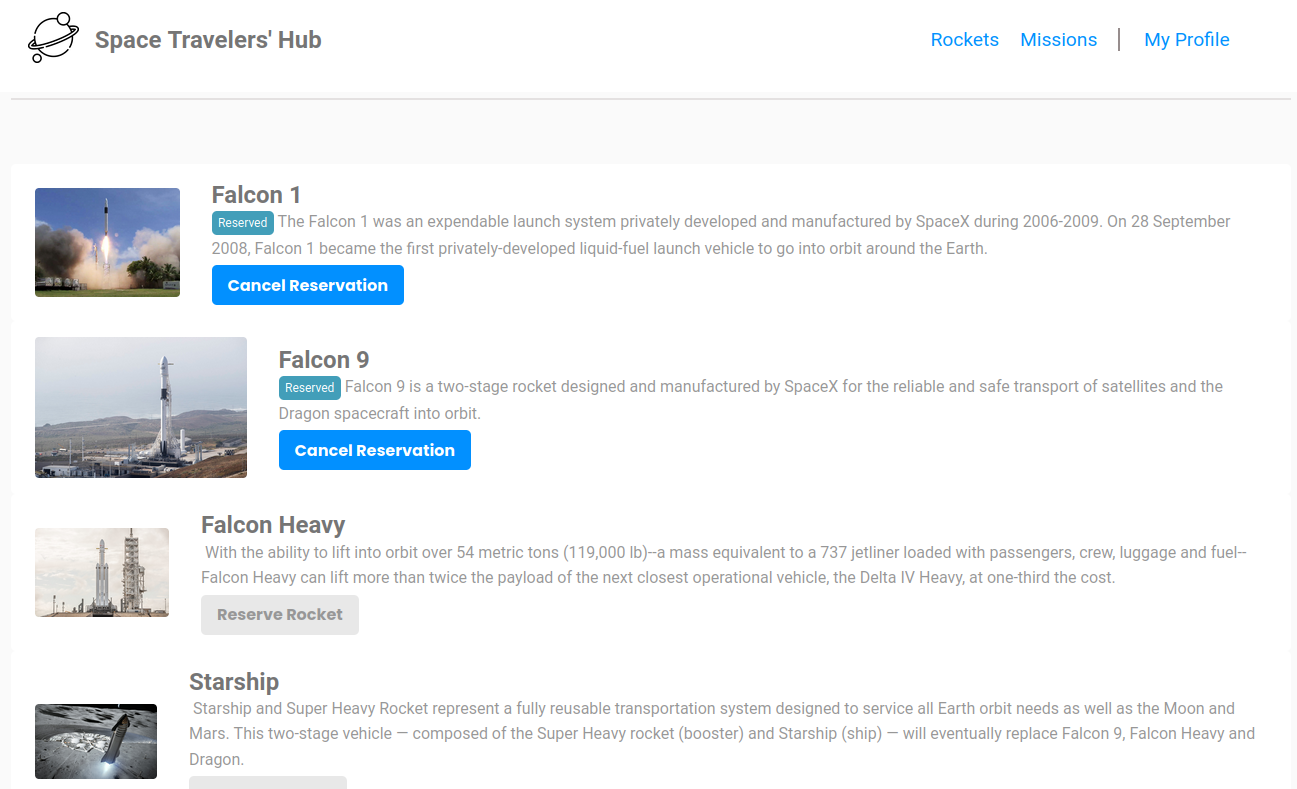 Space Travelers' Hub
Rockets Missions My Profile
Falcon 1
Reserved The Falcon 1 was an expendable launch system privately developed and manufactured by SpaceX during 2006-2009. On 28 September
2008, Falcon 1 became the first privately-developed liquid-fuel launch vehicle to go into orbit around the Earth.
Cancel Reservation
Falcon 9
Reserved Falcon 9 is a two-stage rocket designed and manufactured by SpaceX for the reliable and safe transport of satellites and the
Dragon spacecraft into orbit.
Cancel Reservation
Falcon Heavy
With the ability to lift into orbit over 54 metric tons (119,000 lb)--a mass equivalent to a 737 jetliner loaded with passengers, crew, luggage and fuel--
Falcon Heavy can lift more than twice the payload of the next closest operational vehicle, the Delta IV Heavy, at one-third the cost.
Reserve Rocket
Starship
Starship and Super Heavy Rocket represent a fully reusable transportation system designed to service all Earth orbit needs as well as the Moon and
Mars. This two-stage vehicle — composed of the Super Heavy rocket (booster) and Starship (ship) — will eventually replace Falcon 9, Falcon Heavy and
Dragon.